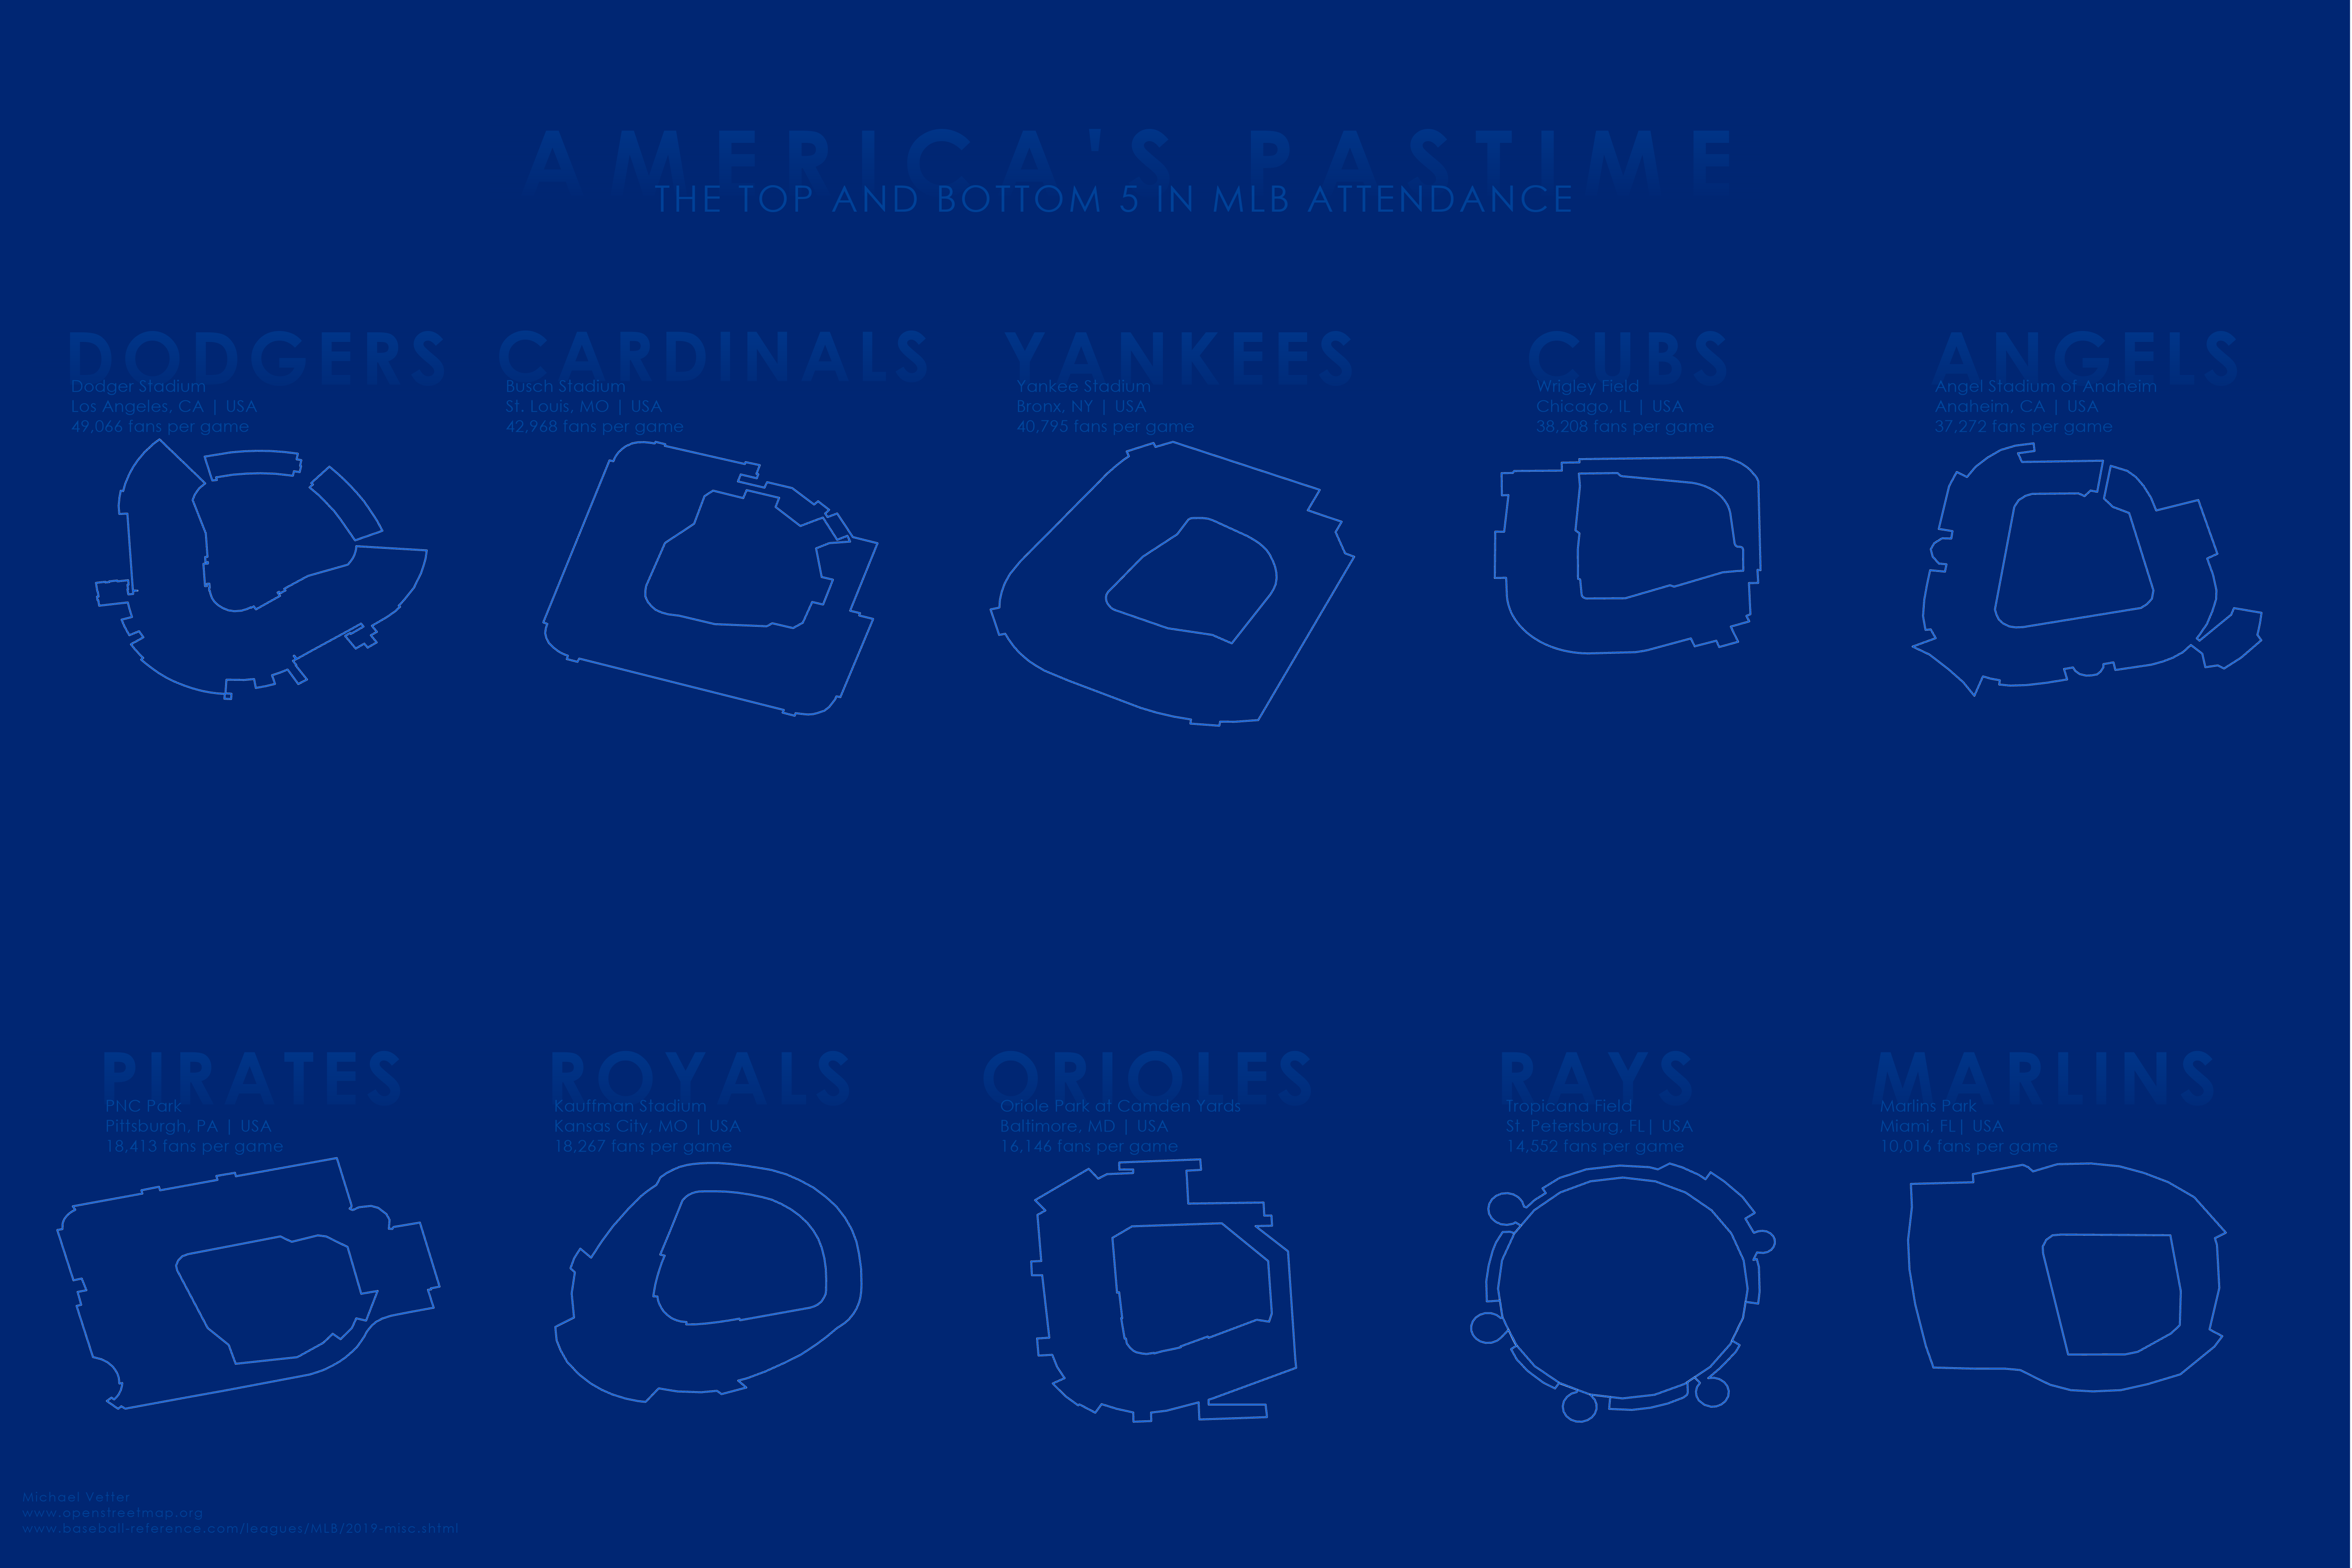 AMERICA'S PASTIME
THE TOP AND BOTTOM 5 IN MLB ATTENDANCE
DODGERS
Dodger Stadium
Los Angeles, CA | USA
49,066 fans per game
CARDINALS
Busch Stadium
St. Louis, MO | USA
42,968 fans per game
YANKEES
Yankee Stadium
Bronx, NY | USA
40,795 fans per game
CUBS
Wrigley Field
Chicago, IL | USA
38,208 fans per game
ANGELS
Angel Stadium of Anaheim
Anaheim, CA | USA
37,272 fans per game
PIRATES
PNC Park
Pittsburgh, PA | USA
18,413 fans per game
ROYALS
Kauffman Stadium
Kansas City, MO | USA
18,267 fans per game
ORIOLES
Oriole Park at Camden Yards
Baltimore, MD | USA
16,146 fans per game
RAYS
Tropicana Field
St. Petersburg, FL| USA
14,552 fans per game
MARLINS
Marlins Park
Miami, FL| USA
10,016 fans per game
Michael Vetter
www.openstreetmap.org
www.baseball-reference.com/leagues/MLB/2019-misc.shtml